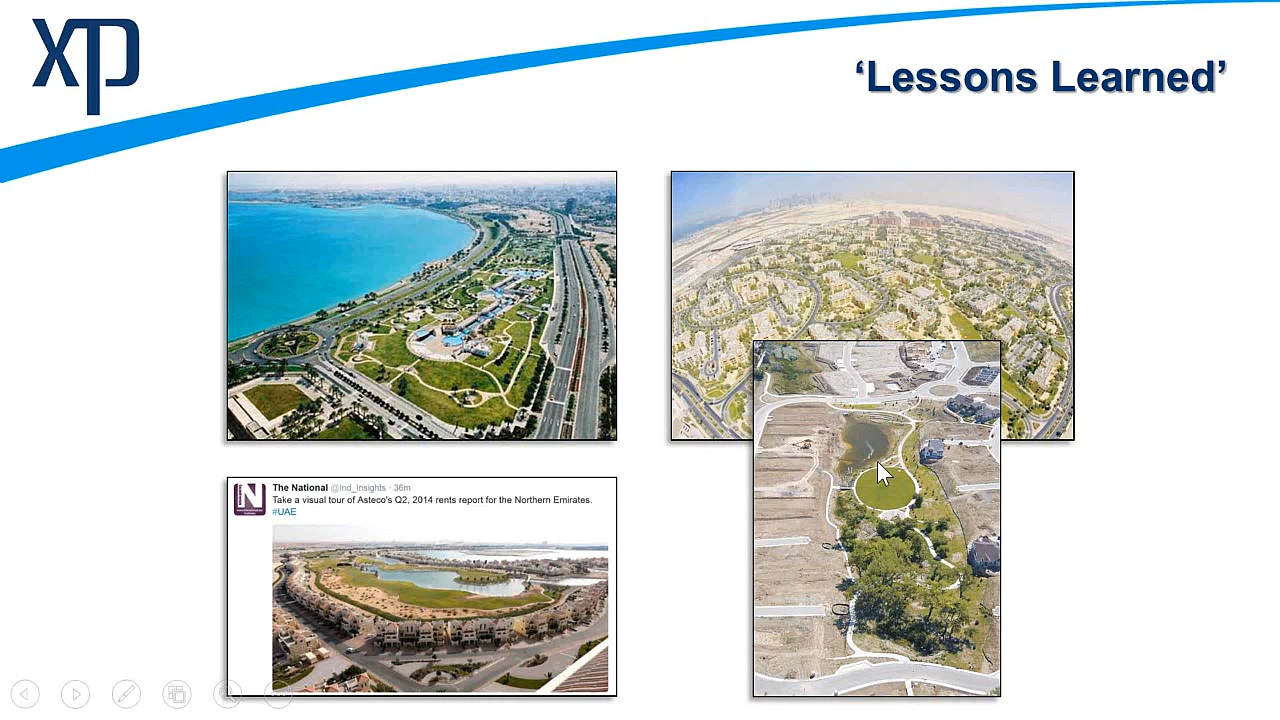 xp
‘Lessons Learned’
The National @Ind_Insights · 36m
Take a visual tour of Asteco's Q2, 2014 rents report for the Northern Emirates.
#UAE
N